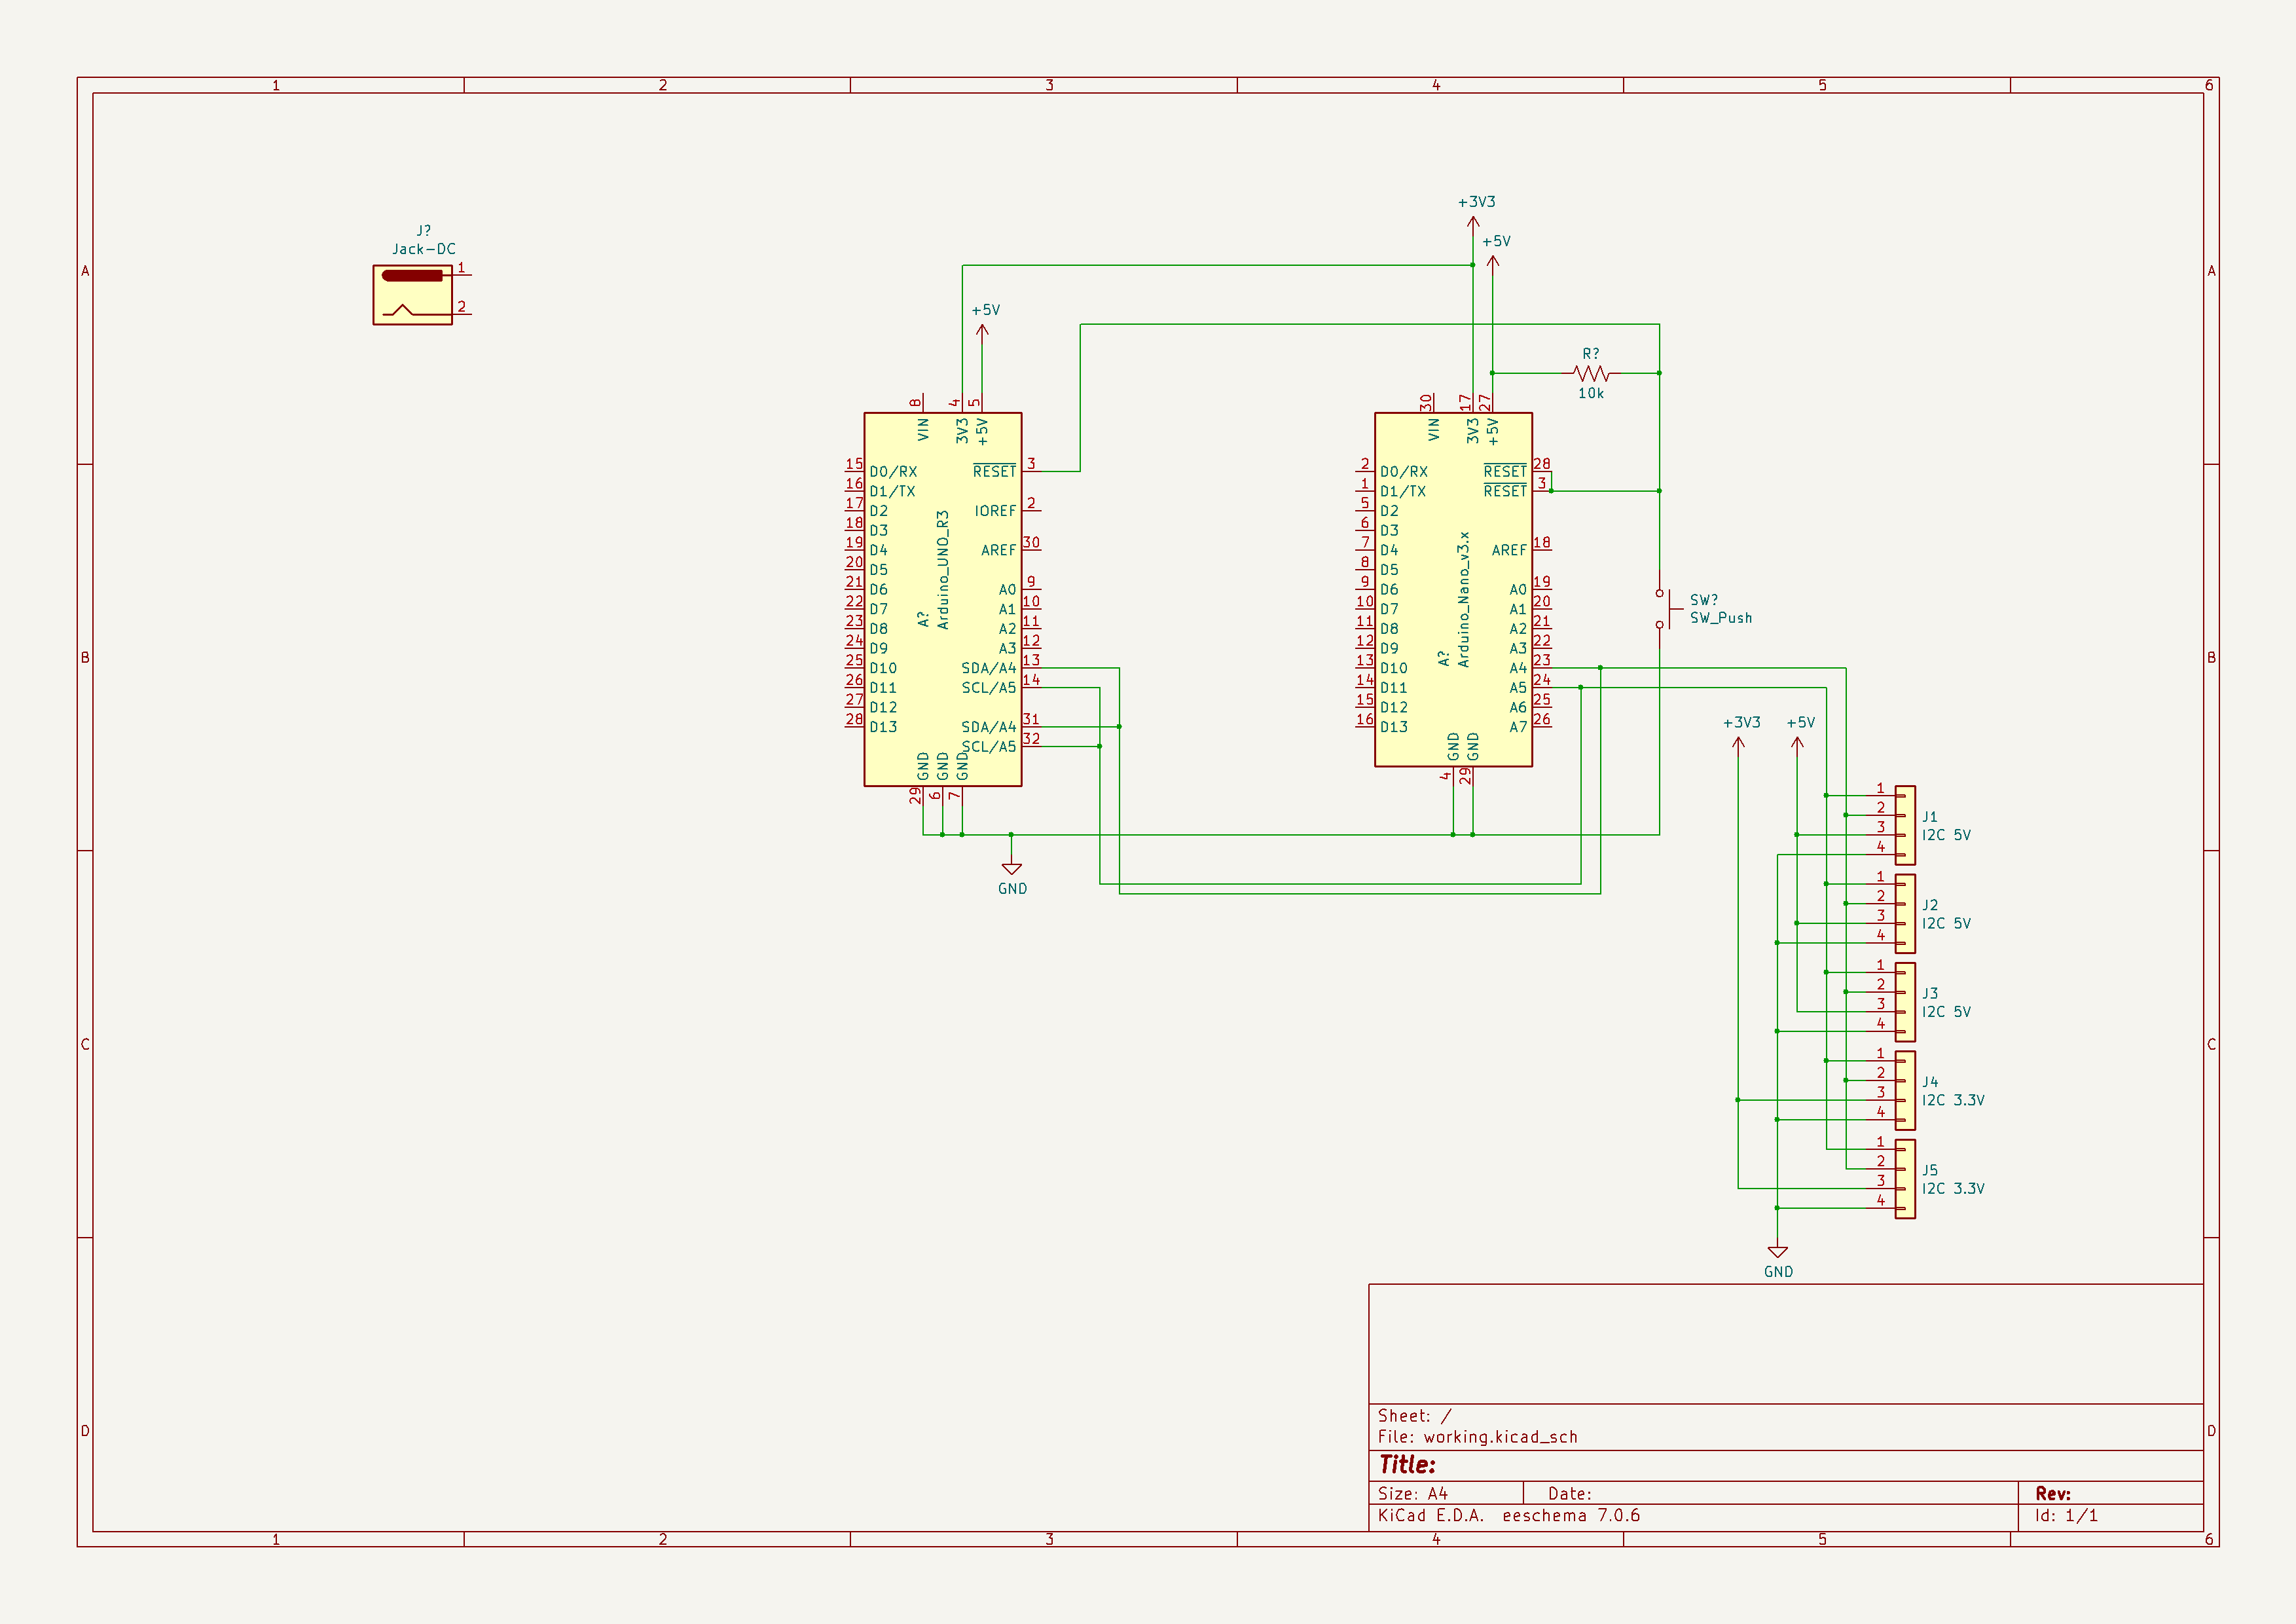 1 2 3 4 5 6
A A
B B
C C
D D
J?
Jack-DC
1
2
+3V3
+5V
+5V
R?
10k
8 4 5
VIN 3V3 +5V
15 D0/RX RESET 3
16 D1/TX
17 D2 IOREF 2
18 D3
19 D4 AREF 30
20 D5
21 D6 A0 9
22 D7 A1 10
23 D8 A2 11
24 D9 A3 12
25 D10 SDA/A4 13
26 D11 SCL/A5 14
27 D12
28 D13 SDA/A4 31
SCL/A5 32
GND GND GND
29 6 7
A?
Arduino_UNO_R3
GND
30 17 27
VIN 3V3 +5V
2 D0/RX RESET 28
1 D1/TX RESET 3
5 D2
6 D3
7 D4 AREF 18
8 D5
9 D6 A0 19
10 D7 A1 20
11 D8 A2 21
12 D9 A3 22
13 D10 A4 23
14 D11 A5 24
15 D12 A6 25
16 D13 A7 26
GND GND
4 29
A?
Arduino_Nano_v3.x
SW?
SW_Push
+3V3 +5V
1
2
3
4
J1
I2C 5V
1
2
3
4
J2
I2C 5V
1
2
3
4
J3
I2C 5V
1
2
3
4
J4
I2C 3.3V
1
2
3
4
J5
I2C 3.3V
GND
Sheet: /
File: working.kicad_sch
Title:
Size: A4 Date: Rev:
KiCad E.D.A. eeschema 7.0.6 Id: 1/1
1 2 3 4 5 6